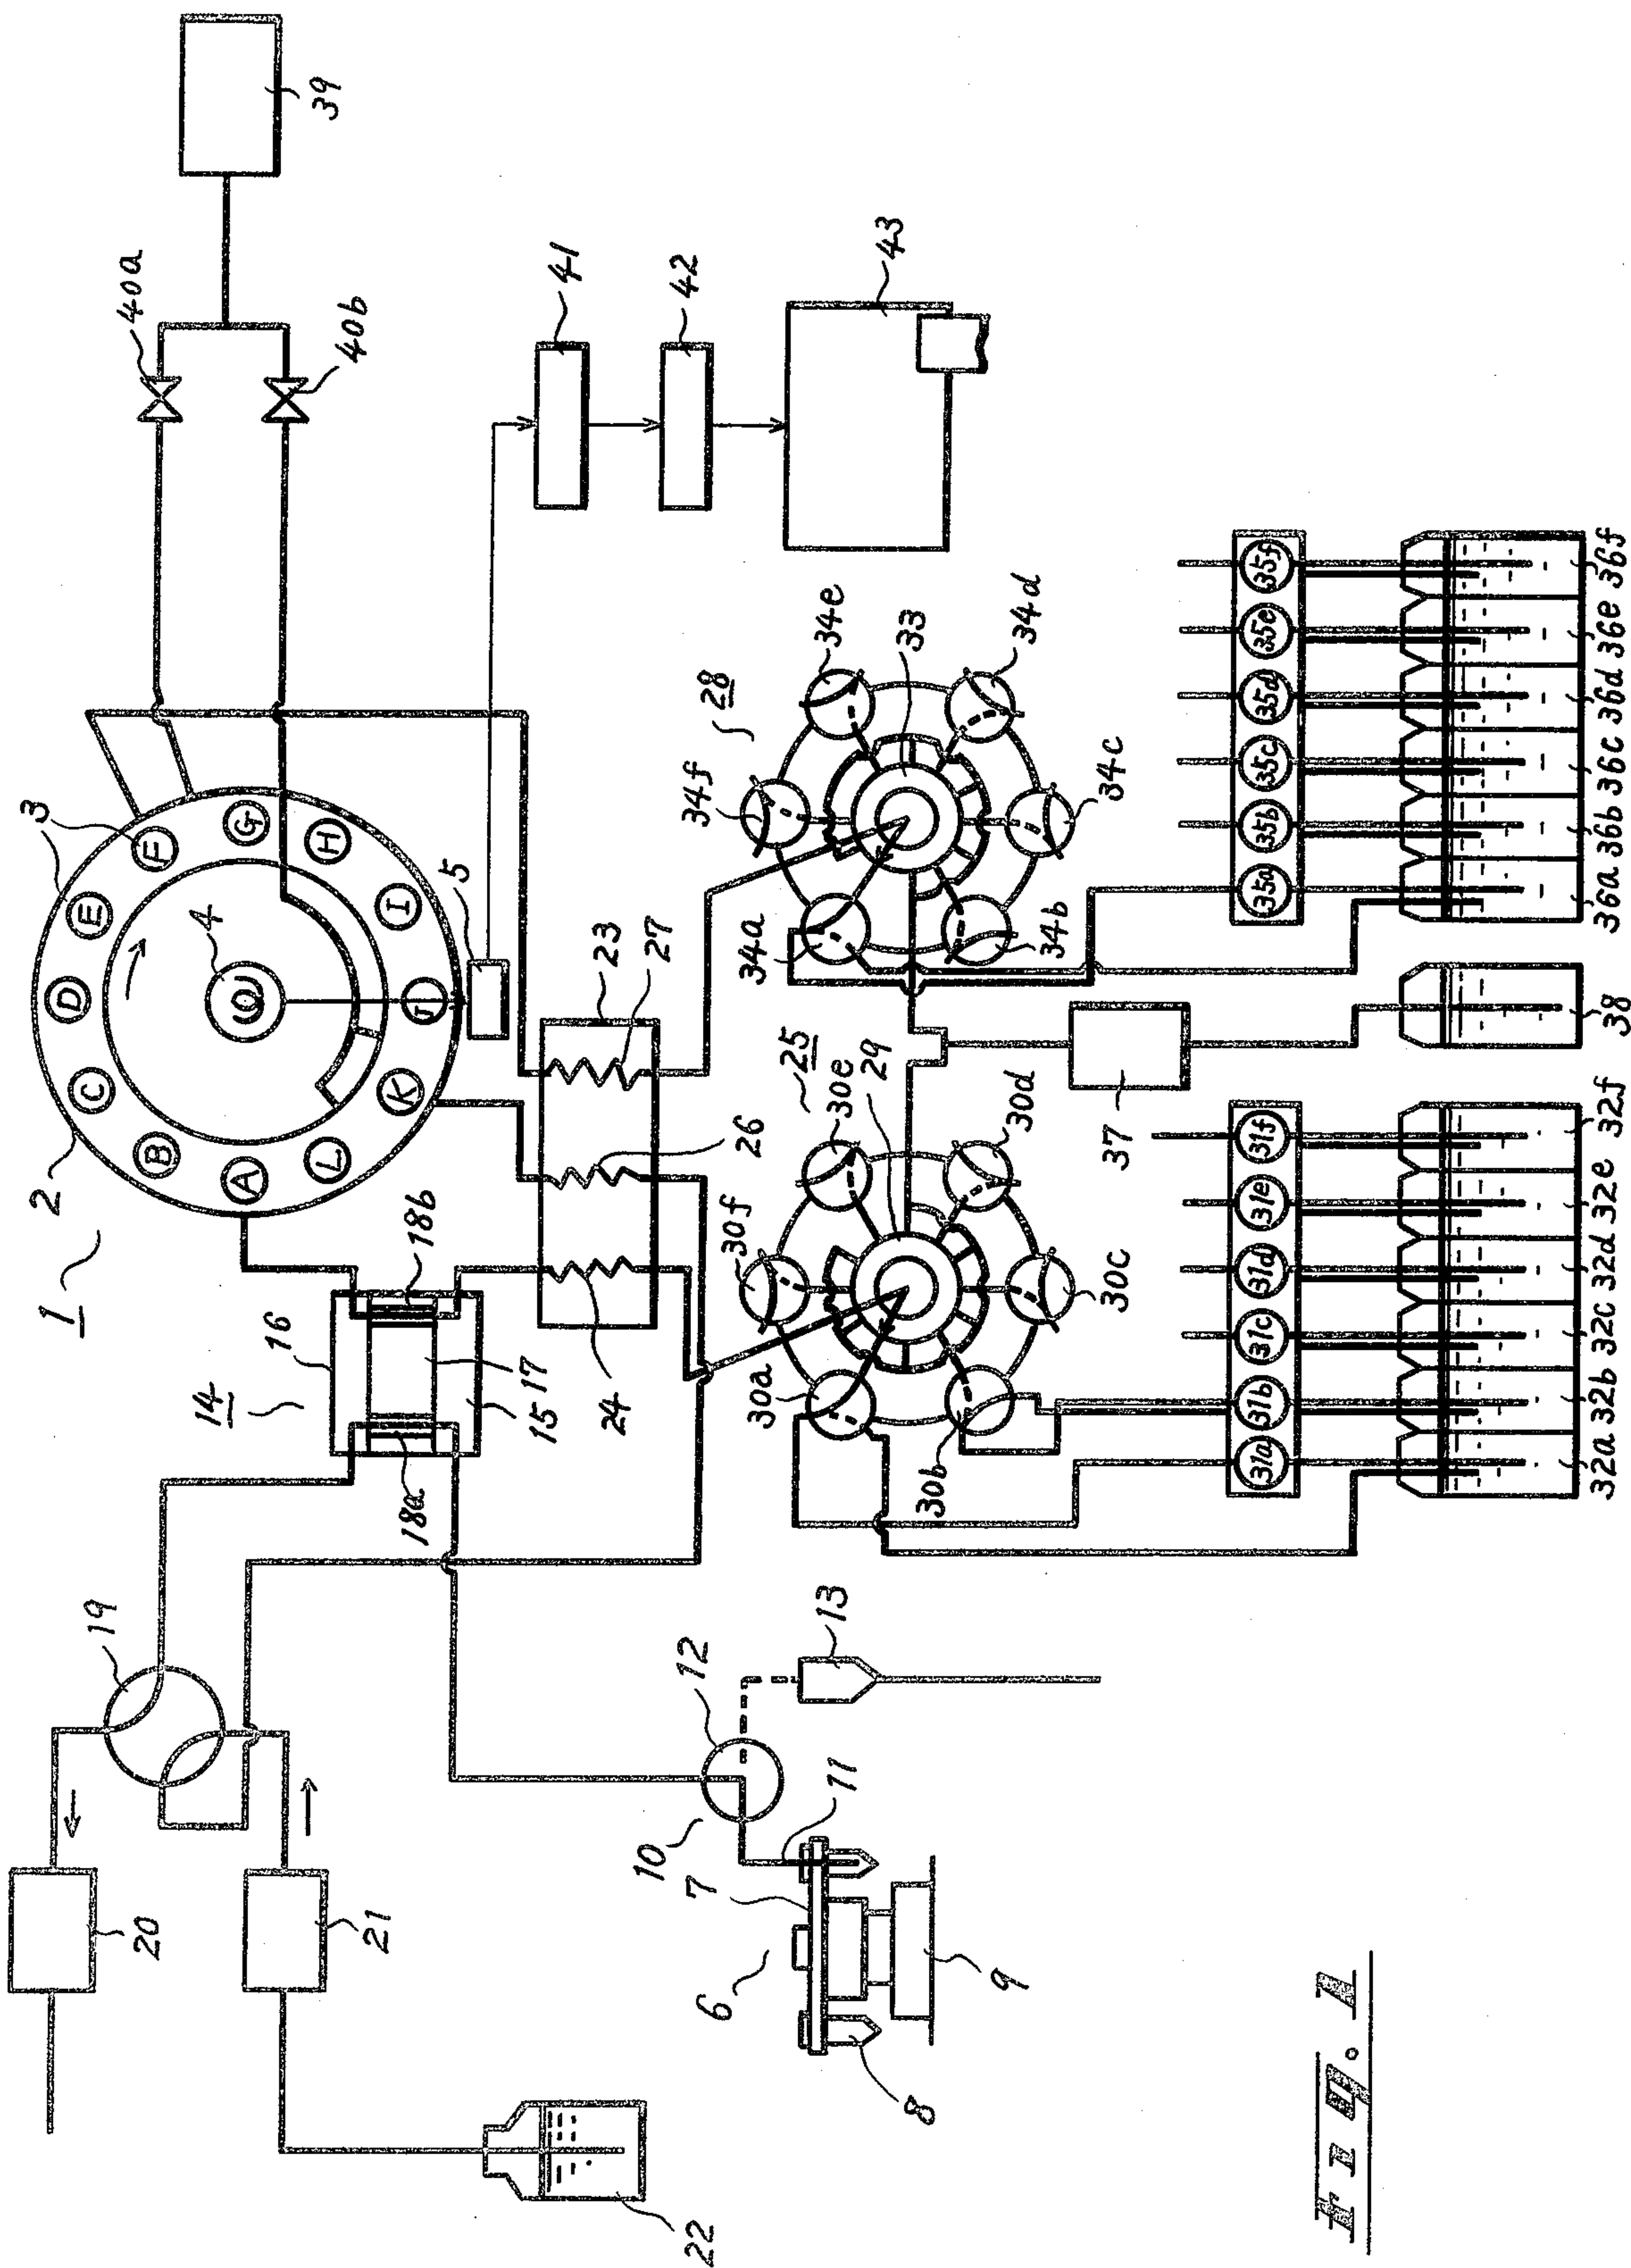 1
2
3
4
5
A
B
C
D
E
F
G
H
I
J
K
L
39
40a
40b
41
42
43
14
15
16
17
18a
18b
19
20
21
22
23
24
26
27
6
7
8
9
10
11
12
13
25
29
30a
30b
30c
30d
30e
30f
28
33
34a
34b
34c
34d
34e
34f
37
31a 31b 31c 31d 31e 31f
35a 35b 35c 35d 35e 35f
32a 32b 32c 32d 32e 32f 38 36a 36b 36c 36d 36e 36f
Fig. 1